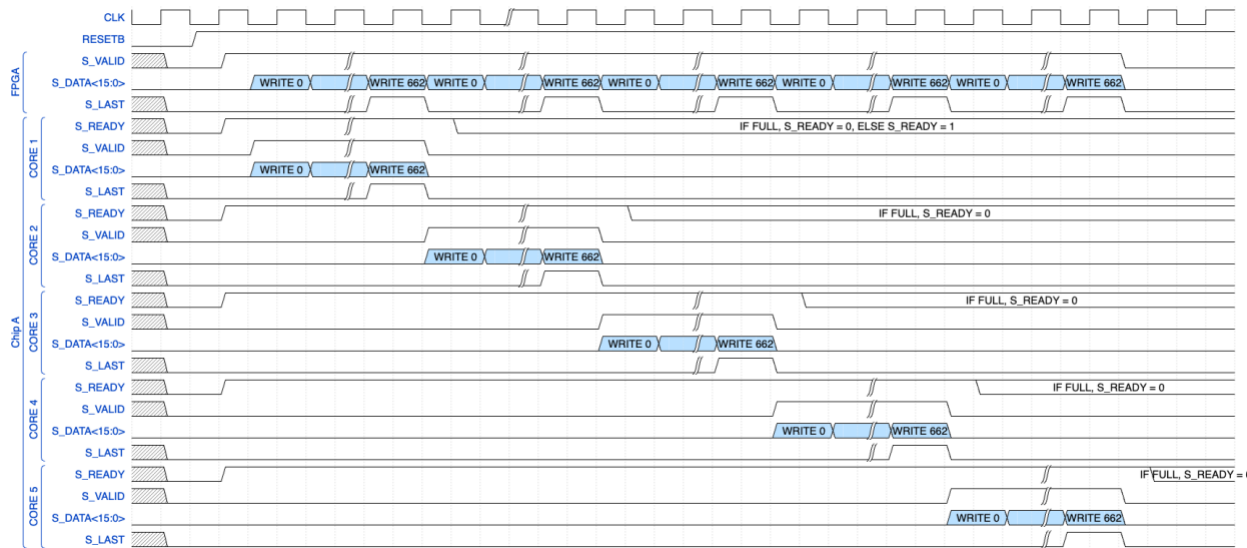 CLK
RESETB
FPGA
S_VALID
S_DATA<15:0> WRITE 0 WRITE 662 WRITE 0 WRITE 662 WRITE 0 WRITE 662 WRITE 0 WRITE 662 WRITE 0 WRITE 662
S_LAST
Chip A
CORE 1
S_READY IF FULL, S_READY = 0, ELSE S_READY = 1
S_VALID
S_DATA<15:0> WRITE 0 WRITE 662
S_LAST
CORE 2
S_READY IF FULL, S_READY = 0
S_VALID
S_DATA<15:0> WRITE 0 WRITE 662
S_LAST
CORE 3
S_READY IF FULL, S_READY = 0
S_VALID
S_DATA<15:0> WRITE 0 WRITE 662
S_LAST
CORE 4
S_READY IF FULL, S_READY = 0
S_VALID
S_DATA<15:0> WRITE 0 WRITE 662
S_LAST
CORE 5
S_READY IF FULL, S_READY = 0
S_VALID
S_DATA<15:0> WRITE 0 WRITE 662
S_LAST